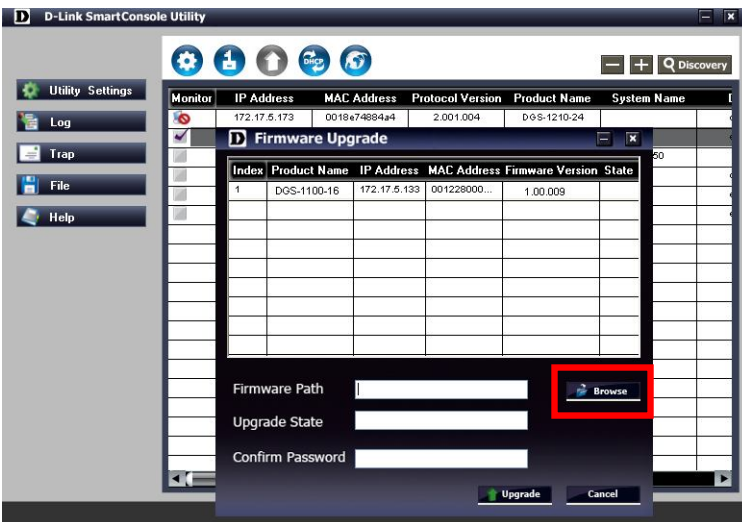 D-Link SmartConsole Utility
DHCP
Discovery
Utility Settings
Log
Trap
File
Help
Monitor IP Address MAC Address Protocol Version Product Name System Name
172.17.5.173 0018e74884a4 2.001.004 DGS-1210-24
50
Firmware Upgrade
Index Product Name IP Address MAC Address Firmware Version State
1 DGS-1100-16 172.17.5.133 001228000... 1.00.009
Firmware Path
Browse
Upgrade State
Confirm Password
Upgrade Cancel